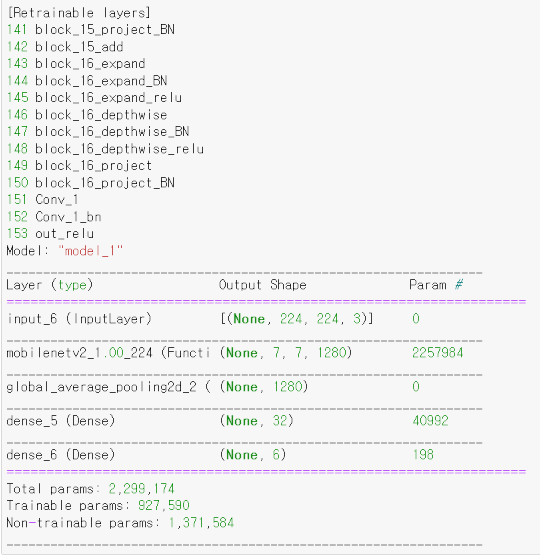 [Retrainable layers]
141 block_15_project_BN
142 block_15_add
143 block_16_expand
144 block_16_expand_BN
145 block_16_expand_relu
146 block_16_depthwise
147 block_16_depthwise_BN
148 block_16_depthwise_relu
149 block_16_project
150 block_16_project_BN
151 Conv_1
152 Conv_1_bn
153 out_relu
Model: "model_1"
_________________________________________________________________
Layer (type) Output Shape Param #
=================================================================
input_6 (InputLayer) [(None, 224, 224, 3)] 0
_________________________________________________________________
mobilenetv2_1.00_224 (Functi (None, 7, 7, 1280) 2257984
_________________________________________________________________
global_average_pooling2d_2 ( (None, 1280) 0
_________________________________________________________________
dense_5 (Dense) (None, 32) 40992
_________________________________________________________________
dense_6 (Dense) (None, 6) 198
=================================================================
Total params: 2,299,174
Trainable params: 927,590
Non-trainable params: 1,371,584
_________________________________________________________________